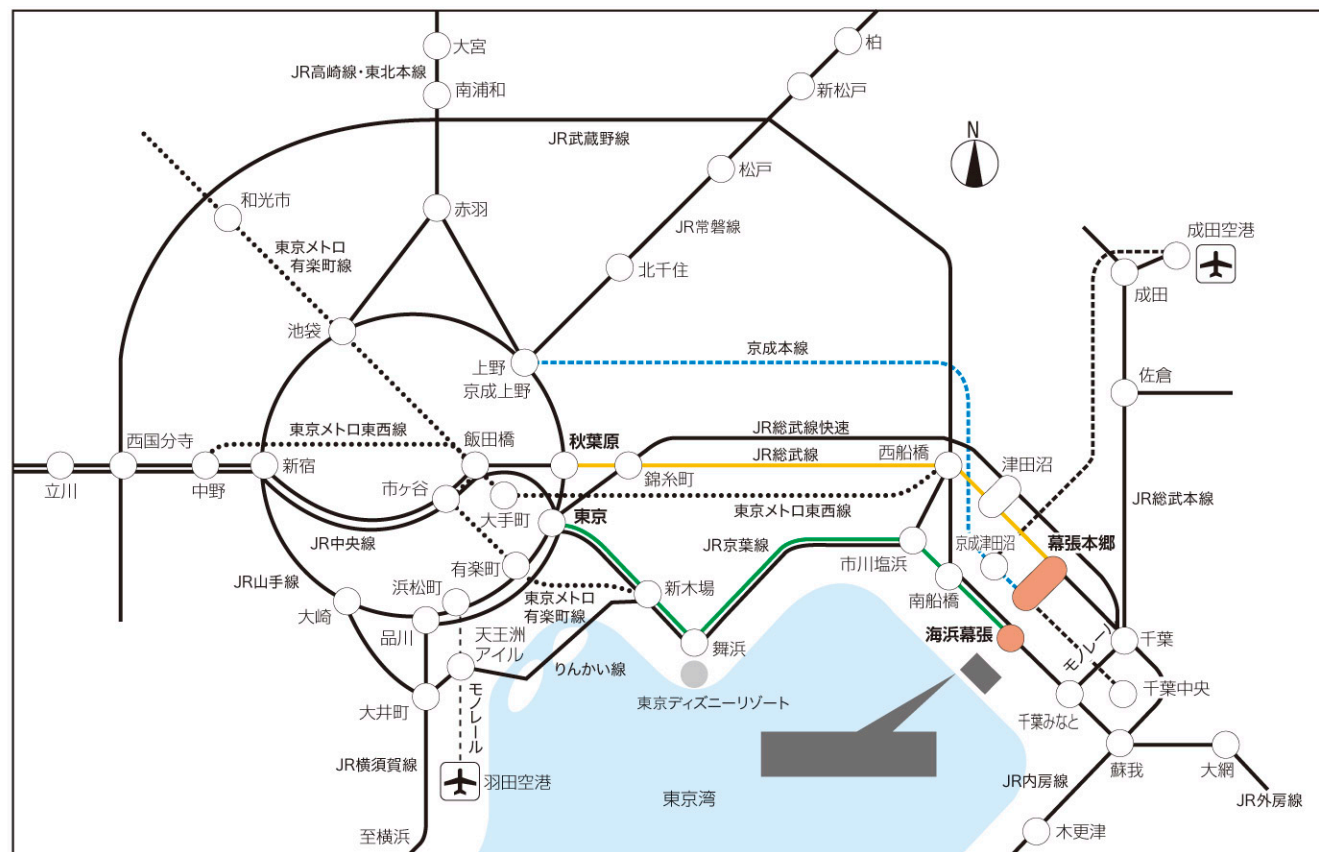 大宮
JR高崎線・東北本線
南浦和
柏
新松戸
JR武蔵野線
N
松戸
和光市
赤羽
東京メトロ
有楽町線
JR常磐線
北千住
成田空港
成田
池袋
上野
京成上野
京成本線
佐倉
西国分寺
東京メトロ東西線
飯田橋
秋葉原
JR総武線快速
JR総武線
西船橋
津田沼
立川
中野
新宿
市ヶ谷
大手町
錦糸町
東京メトロ東西線
JR総武本線
東京
JR中央線
JR京葉線
京成津田沼
幕張本郷
市川塩浜
有楽町
JR山手線
浜松町
新木場
東京メトロ
有楽町線
南船橋
大崎
品川
天王洲
アイル
舞浜
海浜幕張
千葉
モノレーン
りんかい線
東京ディズニーリゾート
千葉中央
大井町
モノレール
千葉みなと
JR横須賀線
羽田空港
蘇我
大網
東京湾
JR内房線
JR外房線
至横浜
木更津